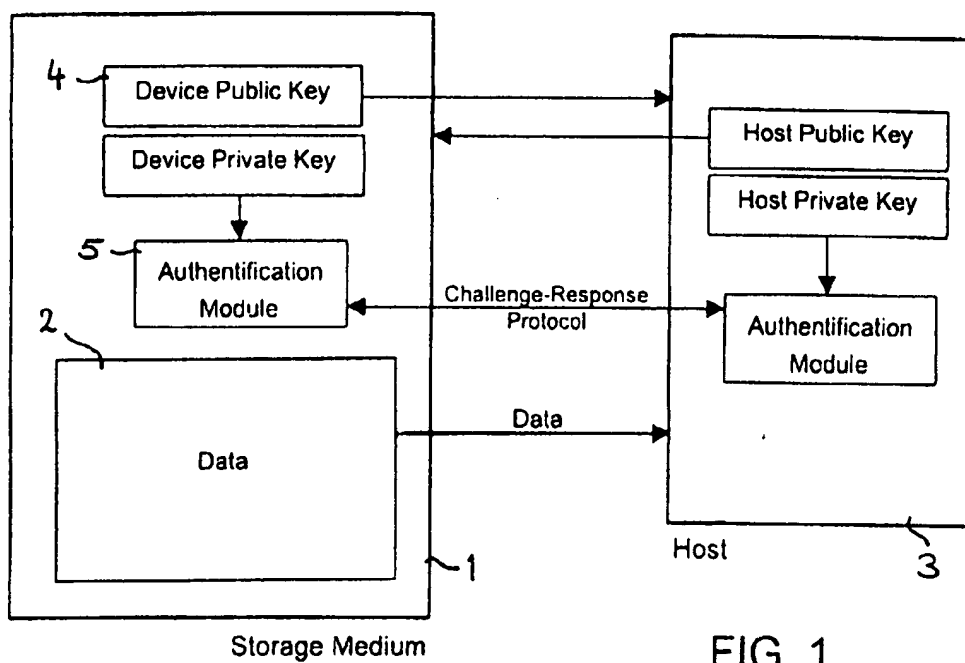 4
Device Public Key
Device Private Key
5
Authentification
Module
2
Data
1
Storage Medium
Challenge-Response
Protocol
Data
Host Public Key
Host Private Key
Authentification
Module
Host
3
FIG. 1